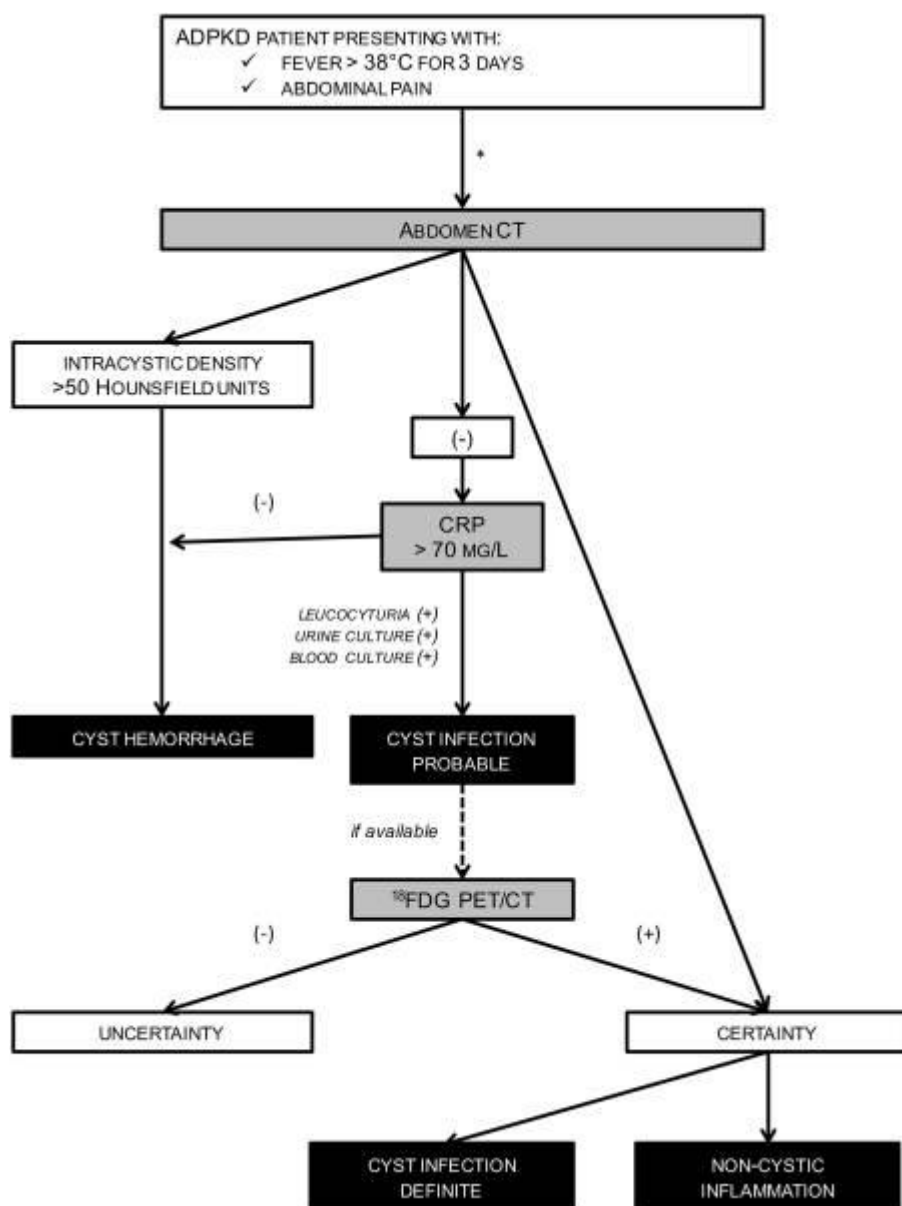 ADPKD PATIENT PRESENTING WITH:
✓ FEVER > 38°C FOR 3 DAYS
✓ ABDOMINAL PAIN
*
ABDOMEN CT
INTRACYSTIC DENSITY
>50 HOUNSFIELD UNITS
(-)
(-)
CRP
> 70 MG/L
LEUCOCYTURIA (+)
URINE CULTURE (+)
BLOOD CULTURE (+)
CYST HEMORRHAGE
CYST INFECTION
PROBABLE
if available
¹⁸FDG PET/CT
(-)
(+)
UNCERTAINTY
CERTAINTY
CYST INFECTION
DEFINITE
NON-CYSTIC
INFLAMMATION